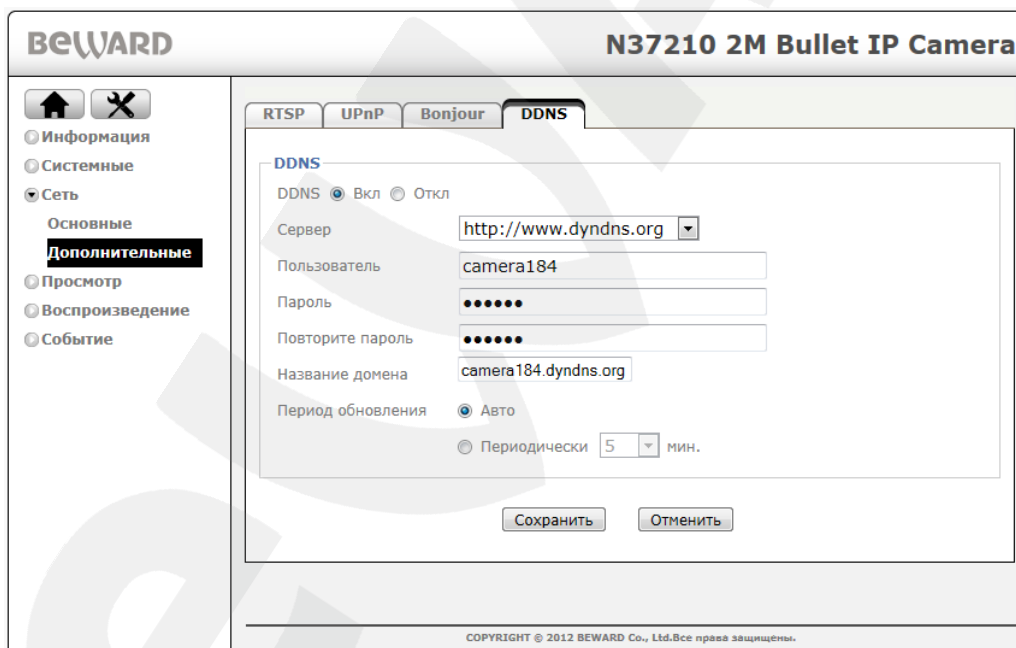 BEWARD
N37210 2M Bullet IP Camera
Информация
Системные
Сеть
Основные
Дополнительные
Просмотр
Воспроизведение
Событие
RTSP UPnP Bonjour DDNS
DDNS
DDNS Вкл Откл
Сервер http://www.dyndns.org
Пользователь camera184
Пароль ●●●●●●
Повторите пароль ●●●●●●
Название домена camera184.dyndns.org
Период обновления Авто
Периодически 5 мин.
Сохранить Отменить
COPYRIGHT © 2012 BEWARD Co., Ltd.Все права защищены.